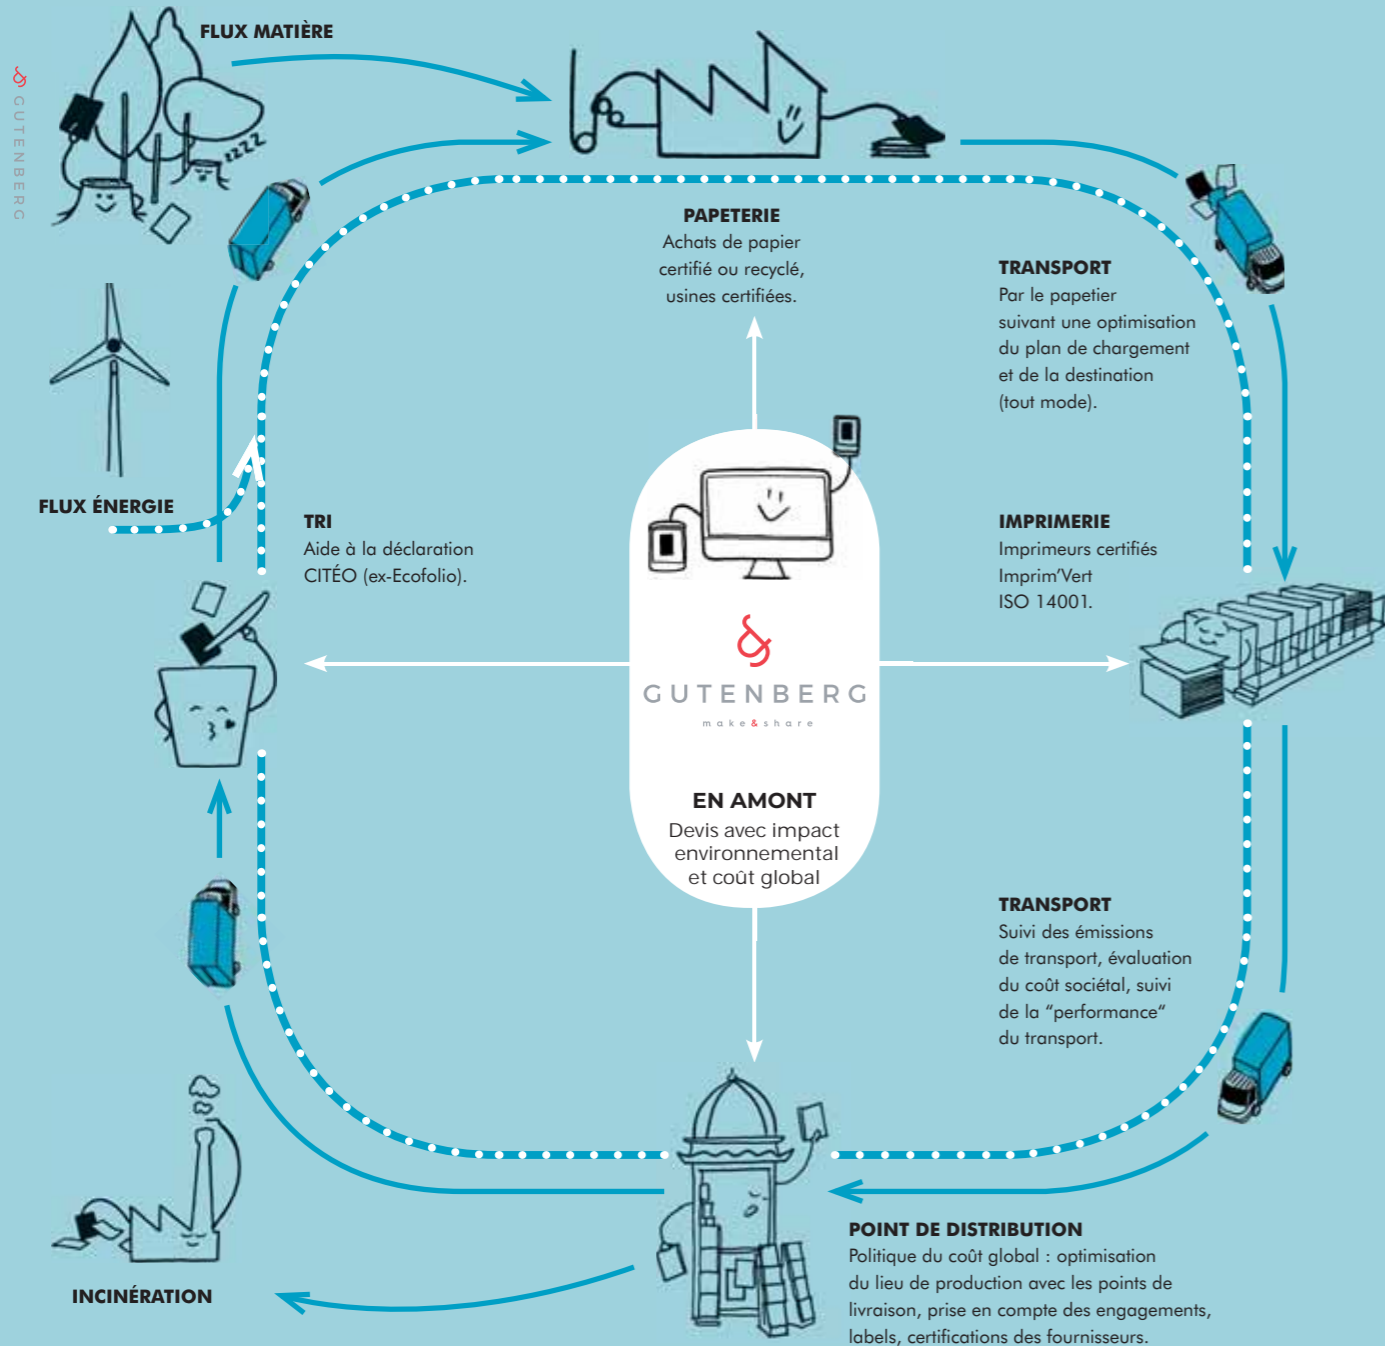 FLUX MATIÈRE
& GUTENBERG
zzzz
PAPETERIE
Achats de papier
certifié ou recyclé,
usines certifiées.
TRANSPORT
Par le papetier
suivant une optimisation
du plan de chargement
et de la destination
(tout mode).
FLUX ÉNERGIE
TRI
Aide à la déclaration
CITÉO (ex-Ecofolio).
IMPRIMERIE
Imprimeurs certifiés
Imprim’Vert
ISO 14001.
&
GUTENBERG
make&share
EN AMONT
Devis avec impact
environnemental
et coût global
TRANSPORT
Suivi des émissions
de transport, évaluation
du coût sociétal, suivi
de la “performance“
du transport.
POINT DE DISTRIBUTION
Politique du coût global : optimisation
du lieu de production avec les points de
livraison, prise en compte des engagements,
labels, certifications des fournisseurs.
INCINÉRATION